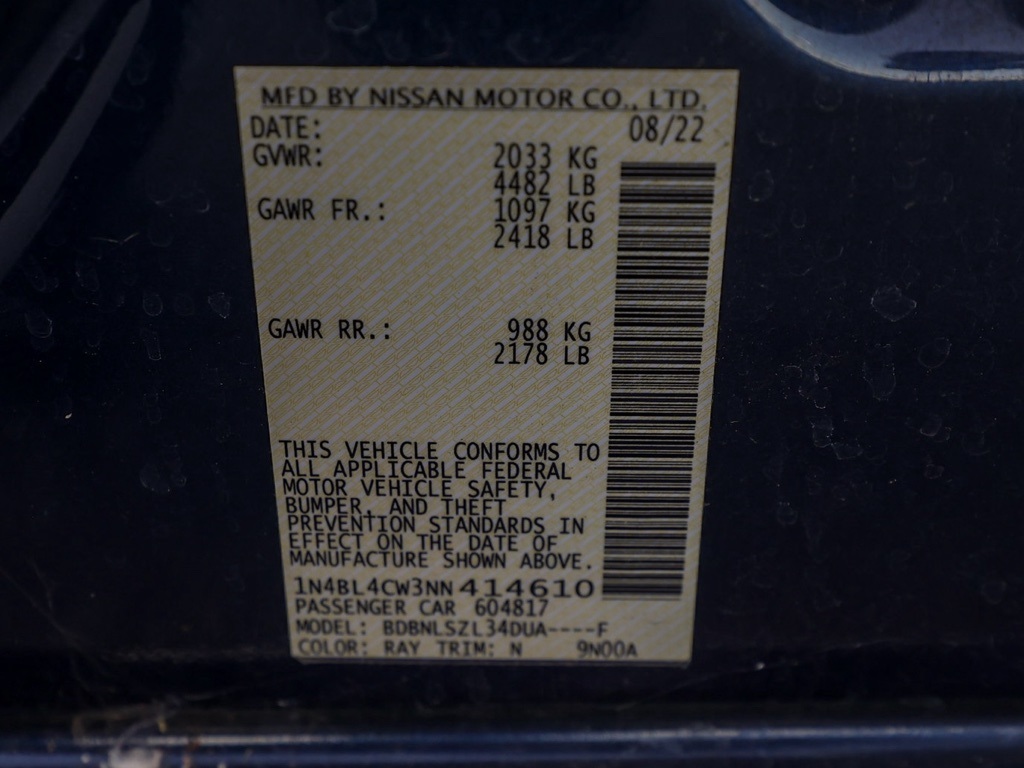 MFD BY NISSAN MOTOR CO., LTD.
DATE: 08/22
GVWR: 2033 KG
4482 LB
GAWR FR.: 1097 KG
2418 LB
GAWR RR.: 988 KG
2178 LB
THIS VEHICLE CONFORMS TO
ALL APPLICABLE FEDERAL
MOTOR VEHICLE SAFETY,
BUMPER, AND THEFT
PREVENTION STANDARDS IN
EFFECT ON THE DATE OF
MANUFACTURE SHOWN ABOVE.
1N4BL4CW3NN414610
PASSENGER CAR 604817
MODEL: BDBNLSZL34DUA----F
COLOR: RAY TRIM: N 9N00A